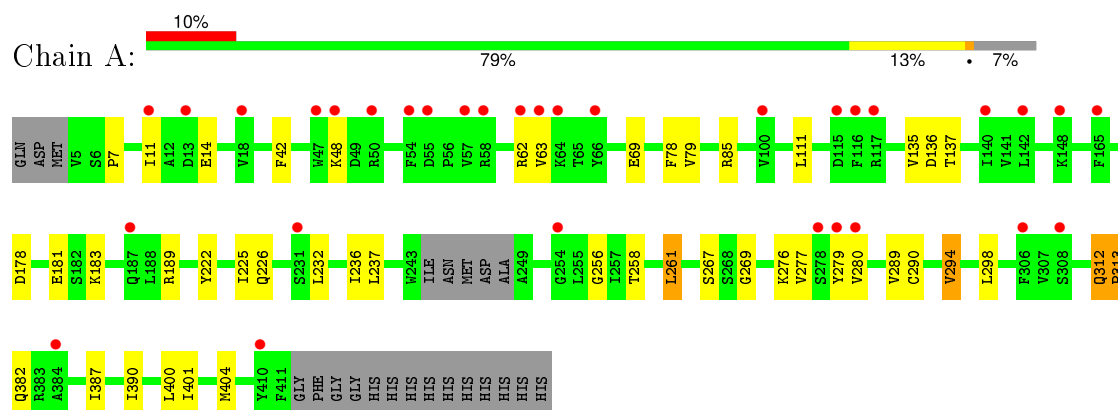 10%
Chain A:
79% 13% • 7%
GLN ASP MET V5 S6 P7 I11 A12 D13 E14 V18 F42 W47 K48 D49 R50 F54 D55 P56 V57 R58 R62 V63 K64 T65 Y66 E69 F78 V79 R85 V100 L111 D115 F116 R117 V135 D136 T137 I140 V141 L142 K148 F165
D178 E181 S182 K183 Q187 L188 R189 Y222 I225 Q226 S231 L232 I236 L237 W243 ILE ASN MET ASP ALA A249 G254 L255 G256 I257 T258 L261 S267 S268 G269 K276 V277 S278 Y279 V280 V289 C290 V294 L298 F306 V307 S308 Q312
Q382 R383 A384 I387 I390 L400 I401 M404 Y410 F411 GLY PHE GLY GLY HIS HIS HIS HIS HIS HIS HIS HIS HIS HIS HIS